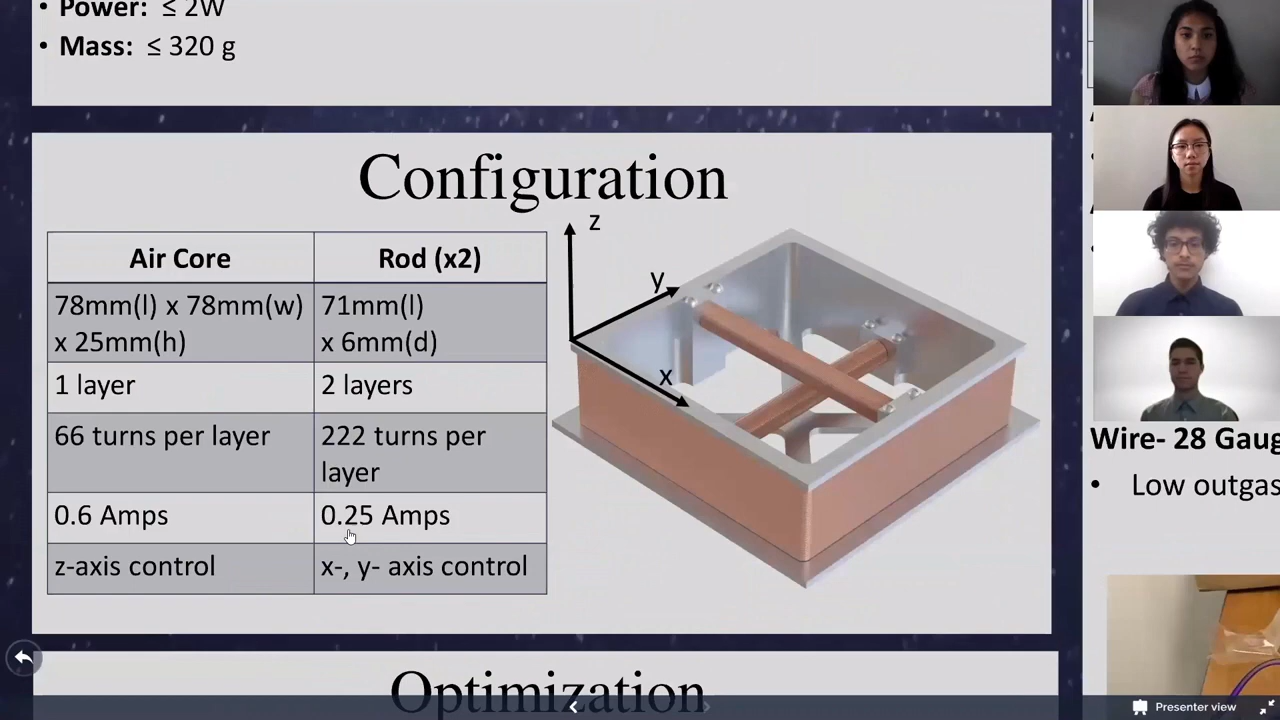 • Power: ≤ 2W
• Mass: ≤ 320 g
Configuration
Air Core
Rod (x2)
78mm(l) x 78mm(w)
x 25mm(h)
71mm(l)
x 6mm(d)
1 layer
2 layers
66 turns per layer
222 turns per
layer
0.6 Amps
0.25 Amps
z-axis control
x-, y- axis control
z
y
x
Optimization
Wire- 28 Gaug
• Low outgas
Presenter view